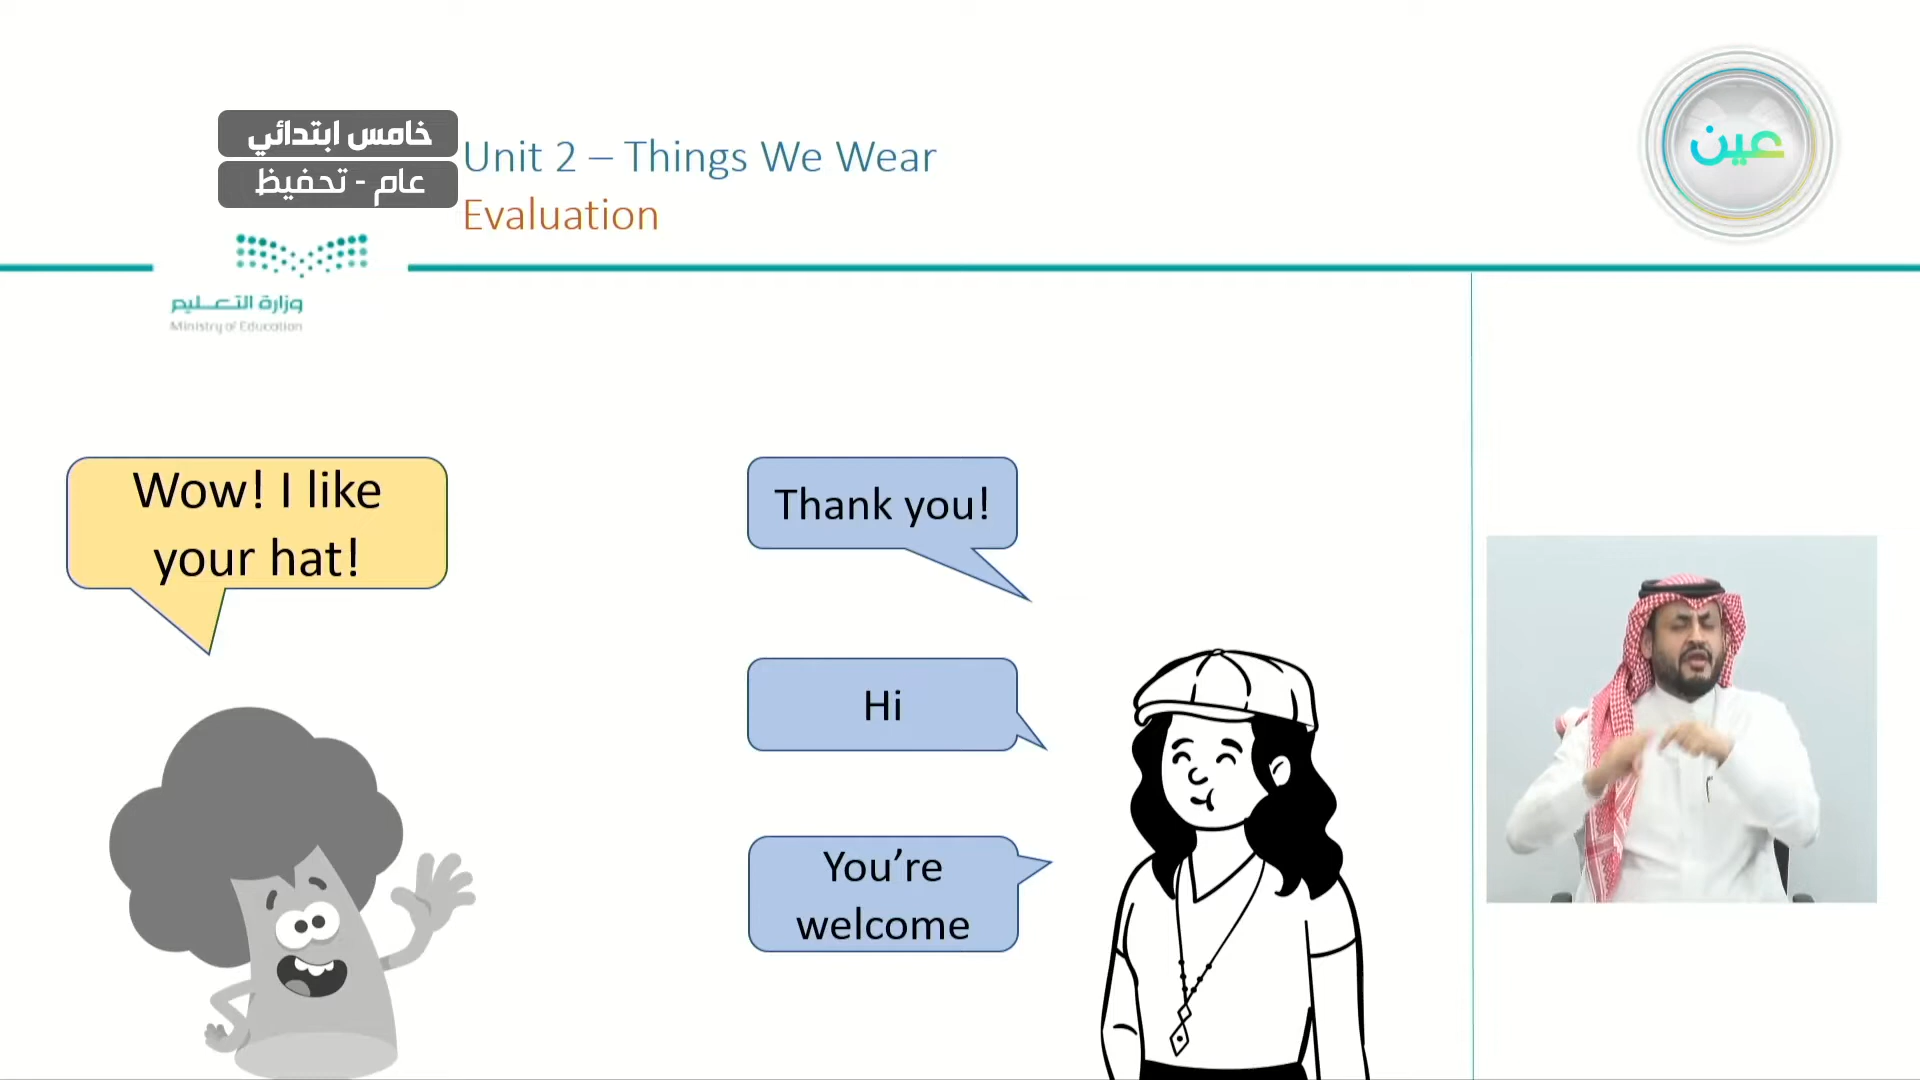 خامس ابتدائي
عام - تحفيظ
Unit 2 – Things We Wear
Evaluation
عين
وزارة التعليم
Ministry of Education
Wow! I like
your hat!
Thank you!
Hi
You’re
welcome